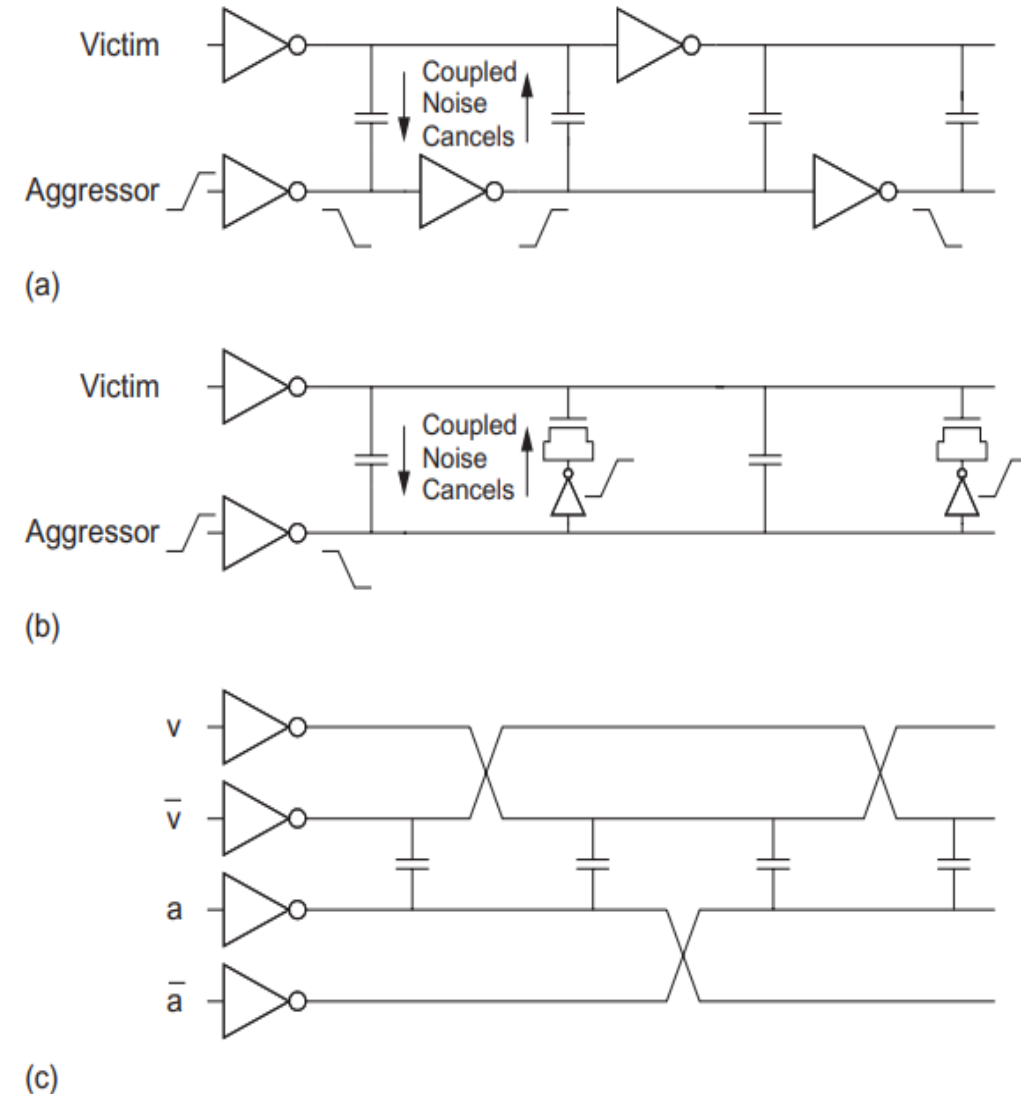 Victim
Coupled
Noise
Cancels
Aggressor
(a)
Victim
Coupled
Noise
Cancels
Aggressor
(b)
v
v̅
a
a̅
(c)